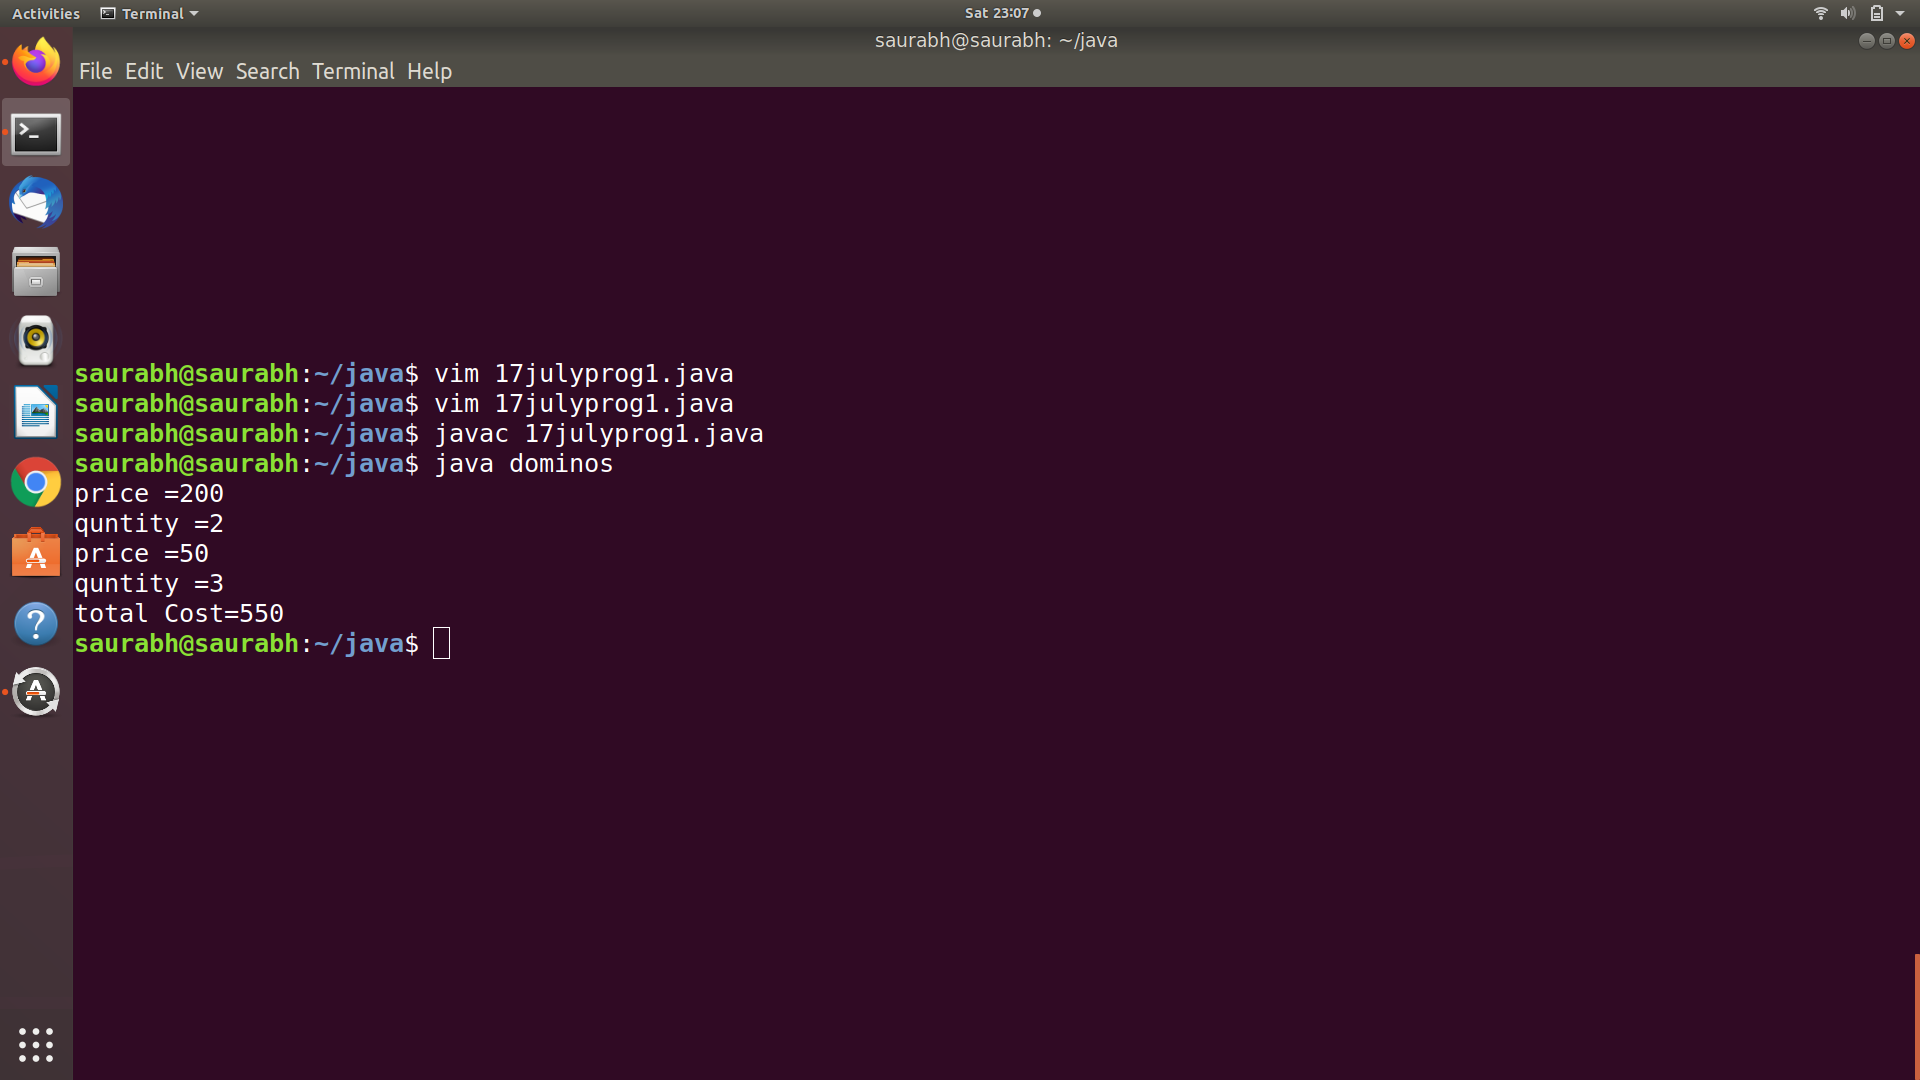 Activities Terminal Sat 23:07
saurabh@saurabh: ~/java
File Edit View Search Terminal Help
saurabh@saurabh:~/java$ vim 17julyprog1.java
saurabh@saurabh:~/java$ vim 17julyprog1.java
saurabh@saurabh:~/java$ javac 17julyprog1.java
saurabh@saurabh:~/java$ java dominos
price =200
quntity =2
price =50
quntity =3
total Cost=550
saurabh@saurabh:~/java$